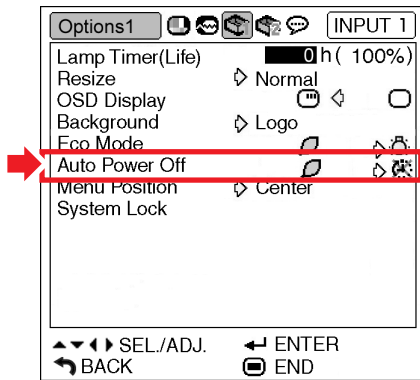 Options1 INPUT 1
Lamp Timer(Life) 0 h ( 100%)
Resize Normal
OSD Display
Background Logo
Eco Mode
Auto Power Off
Menu Position Center
System Lock
SEL./ADJ. ENTER
BACK END